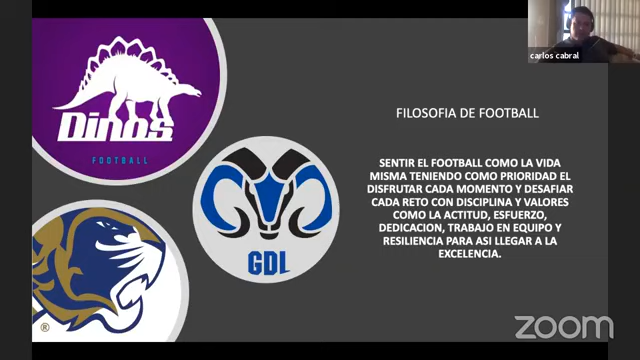 carlos cabral
Dinos
FOOTBALL
GDL
®
FILOSOFIA DE FOOTBALL
SENTIR EL FOOTBALL COMO LA VIDA
MISMA TENIENDO COMO PRIORIDAD EL
DISFRUTAR CADA MOMENTO Y DESAFIAR
CADA RETO CON DISCIPLINA Y VALORES
COMO LA ACTITUD, ESFUERZO,
DEDICACION, TRABAJO EN EQUIPO Y
RESILIENCIA PARA ASI LLEGAR A LA
EXCELENCIA.
zoom